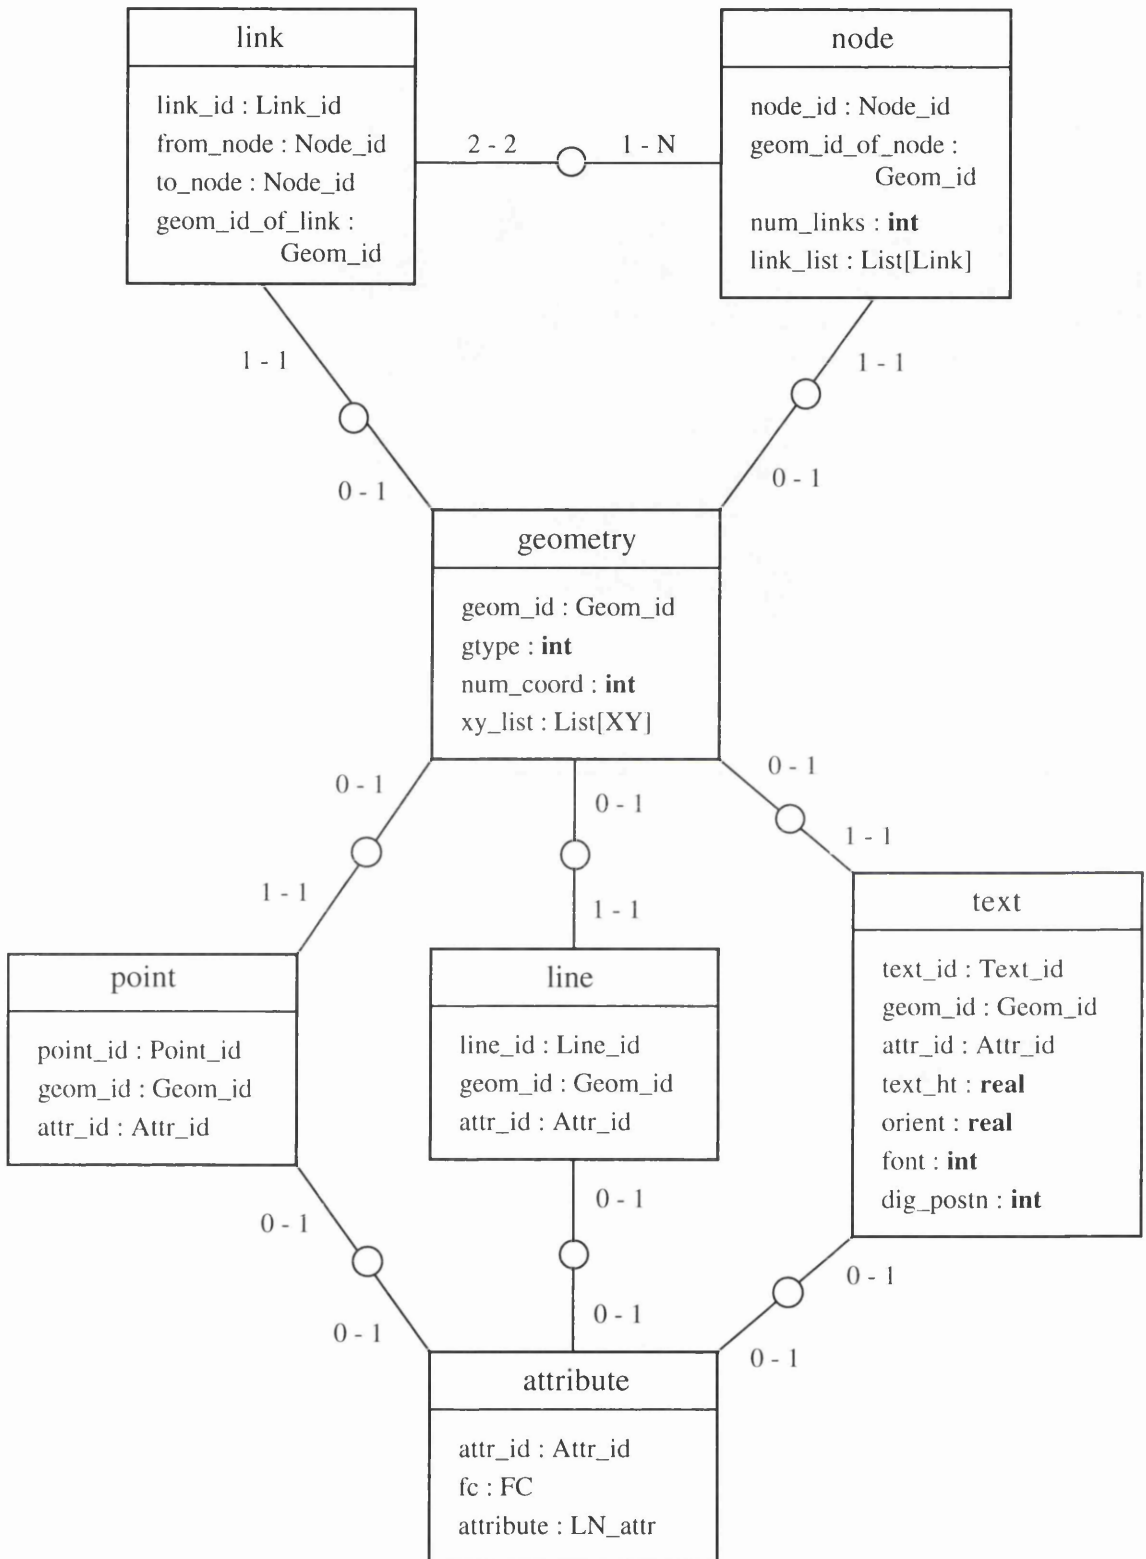 link
link_id : Link_id
from_node : Node_id
to_node : Node_id
geom_id_of_link :
Geom_id
2 - 2
1 - N
node
node_id : Node_id
geom_id_of_node :
Geom_id
num_links : int
link_list : List[Link]
1 - 1
1 - 1
0 - 1
0 - 1
geometry
geom_id : Geom_id
gtype : int
num_coord : int
xy_list : List[XY]
0 - 1
0 - 1
0 - 1
1 - 1
1 - 1
1 - 1
point
point_id : Point_id
geom_id : Geom_id
attr_id : Attr_id
line
line_id : Line_id
geom_id : Geom_id
attr_id : Attr_id
text
text_id : Text_id
geom_id : Geom_id
attr_id : Attr_id
text_ht : real
orient : real
font : int
dig_postn : int
0 - 1
0 - 1
0 - 1
0 - 1
0 - 1
0 - 1
attribute
attr_id : Attr_id
fc : FC
attribute : LN_attr